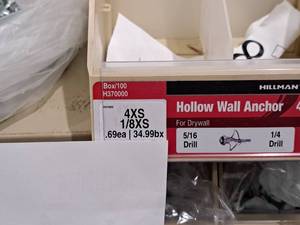 Box/100
H370000
HILLMAN
4XS
1/8XS
.69ea | 34.99bx
Hollow Wall Anchor 4
For Drywall
5/16 1/4
Drill Drill